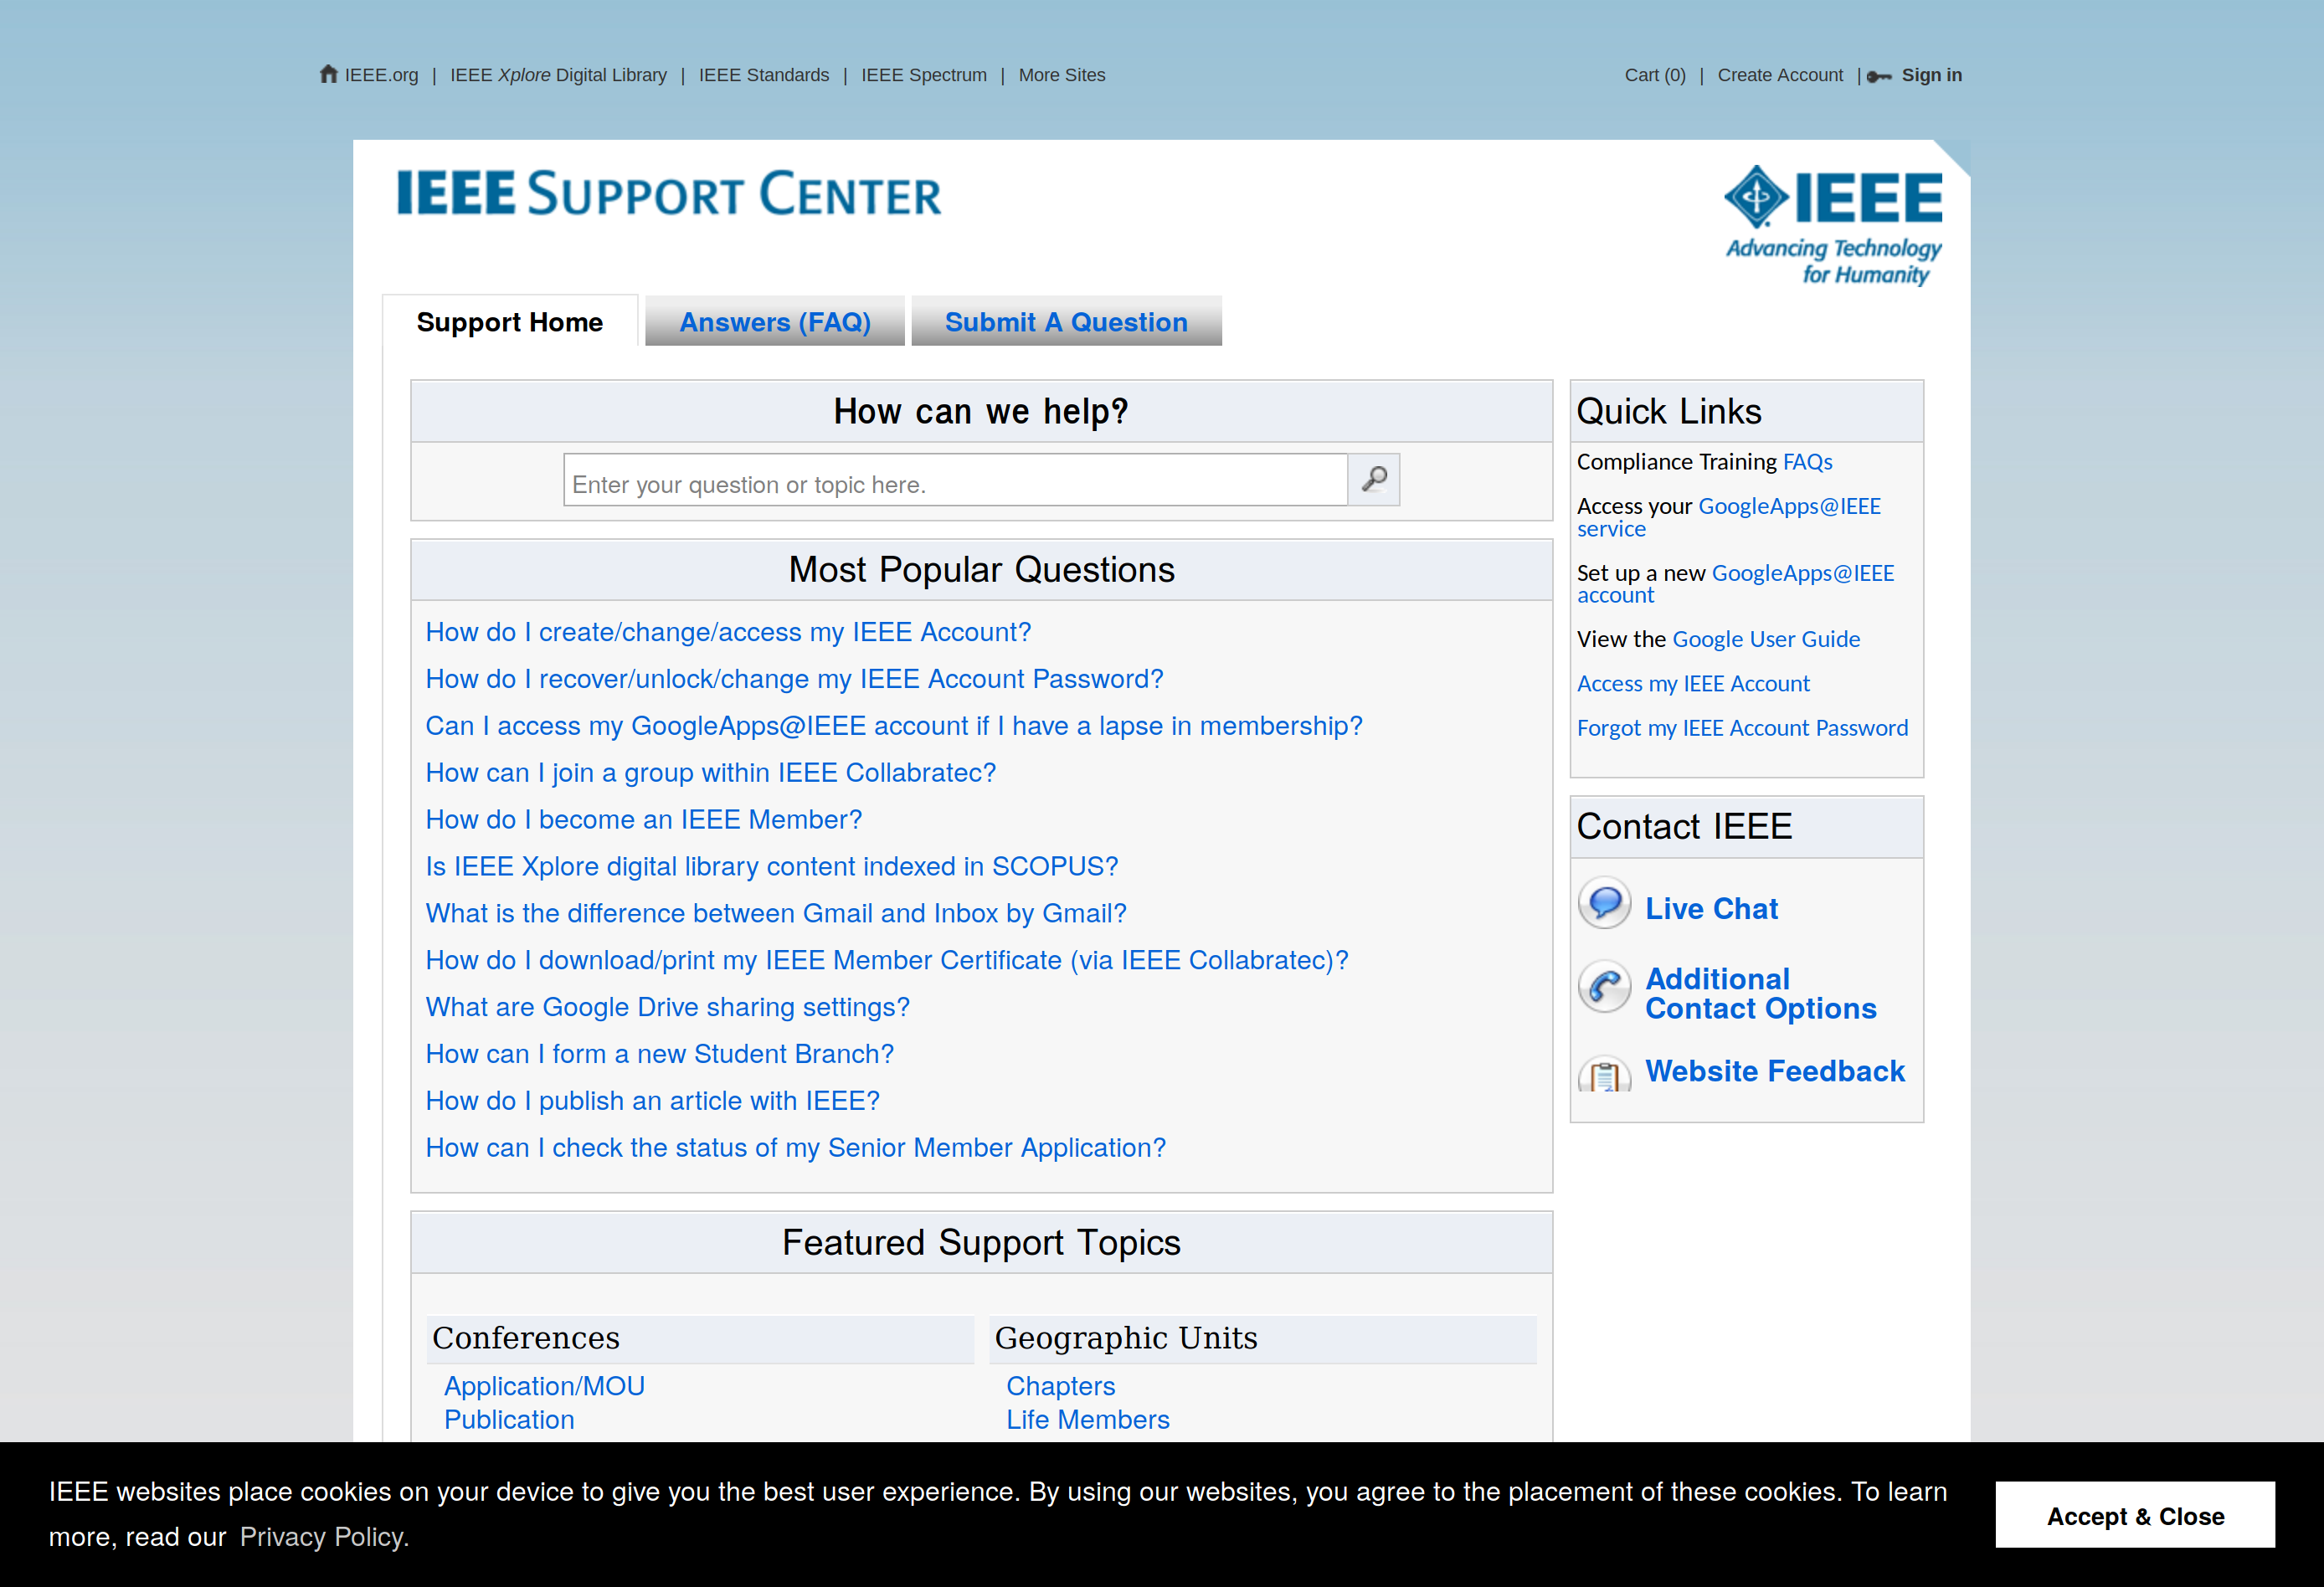 IEEE.org | IEEE Xplore Digital Library | IEEE Standards | IEEE Spectrum | More Sites
Cart (0) | Create Account | Sign in
IEEE SUPPORT CENTER
IEEE
Advancing Technology
for Humanity
Support Home
Answers (FAQ)
Submit A Question
How can we help?
Enter your question or topic here.
Most Popular Questions
How do I create/change/access my IEEE Account?
How do I recover/unlock/change my IEEE Account Password?
Can I access my GoogleApps@IEEE account if I have a lapse in membership?
How can I join a group within IEEE Collabratec?
How do I become an IEEE Member?
Is IEEE Xplore digital library content indexed in SCOPUS?
What is the difference between Gmail and Inbox by Gmail?
How do I download/print my IEEE Member Certificate (via IEEE Collabratec)?
What are Google Drive sharing settings?
How can I form a new Student Branch?
How do I publish an article with IEEE?
How can I check the status of my Senior Member Application?
Featured Support Topics
Conferences
Application/MOU
Publication
Geographic Units
Chapters
Life Members
Quick Links
Compliance Training FAQs
Access your GoogleApps@IEEE
service
Set up a new GoogleApps@IEEE
account
View the Google User Guide
Access my IEEE Account
Forgot my IEEE Account Password
Contact IEEE
Live Chat
Additional
Contact Options
Website Feedback
IEEE websites place cookies on your device to give you the best user experience. By using our websites, you agree to the placement of these cookies. To learn
more, read our Privacy Policy.
Accept & Close